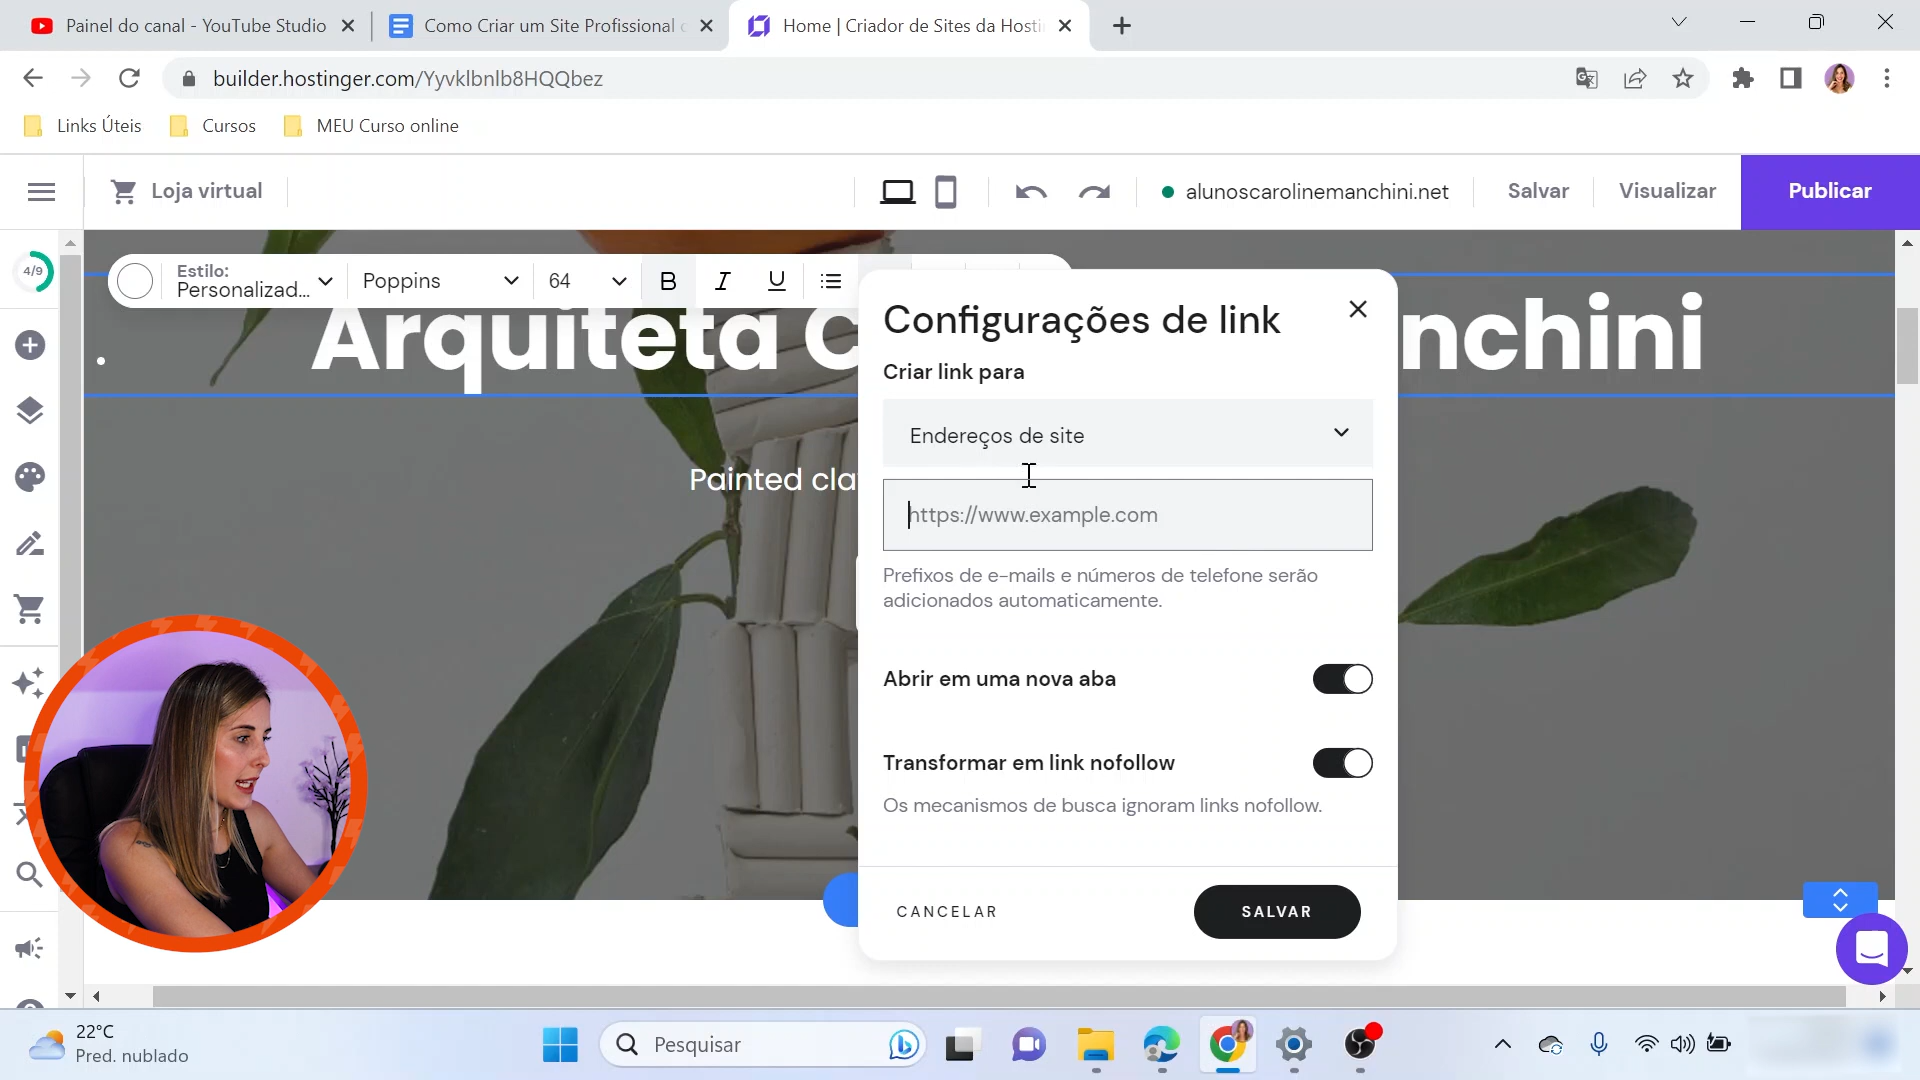 Painel do canal - YouTube Studio
Como Criar um Site Profissional c
Home | Criador de Sites da Hosti
builder.hostinger.com/YyvklbnIb8HQQbez
Links Úteis
Cursos
MEU Curso online
Loja virtual
alunoscarolinemanchini.net
Salvar
Visualizar
Publicar
4/9
Estilo:
Personalizad...
Poppins
64
B
I
U
Arquiteta C
nchini
Painted cla
Configurações de link
Criar link para
Endereços de site
https://www.example.com
Prefixos de e-mails e números de telefone serão
adicionados automaticamente.
Abrir em uma nova aba
Transformar em link nofollow
Os mecanismos de busca ignoram links nofollow.
CANCELAR
SALVAR
22°C
Pred. nublado
Pesquisar